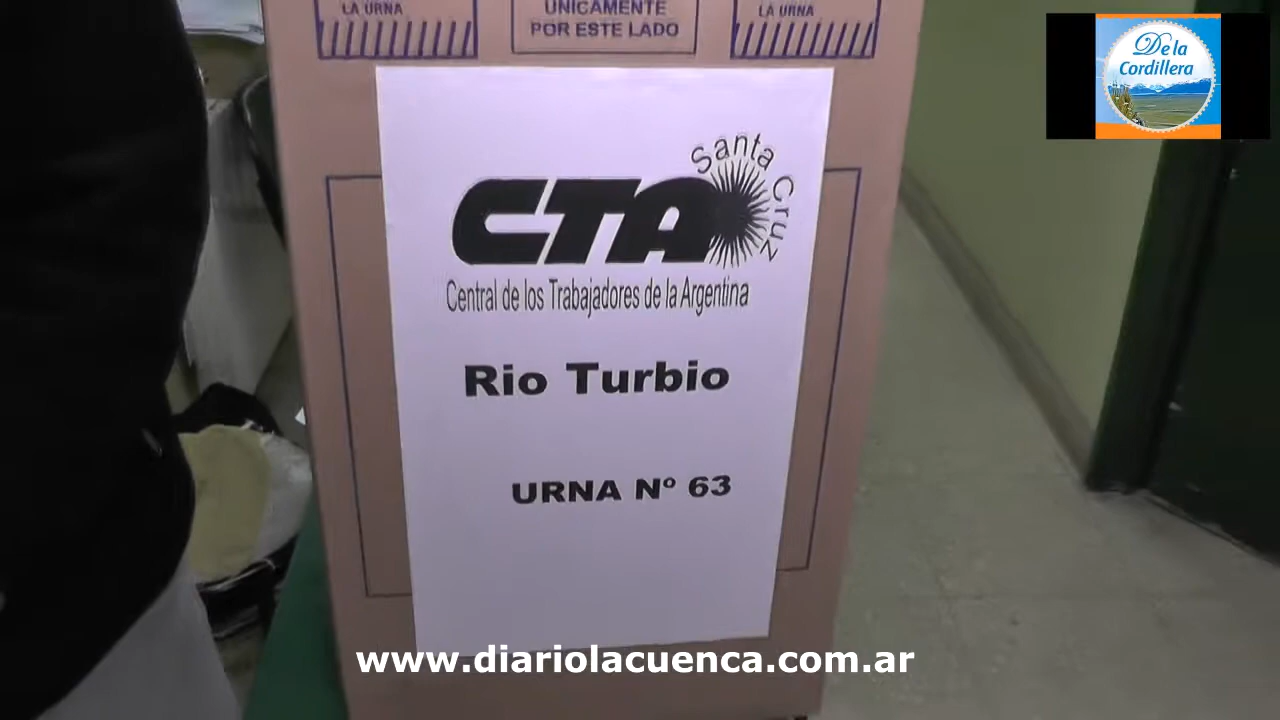 LA URNA
UNICAMENTE
POR ESTE LADO
LA URNA
De la
Cordillera
Santa Cruz
CTA
Central de los Trabajadores de la Argentina
Rio Turbio
URNA Nº 63
www.diariolacuenca.com.ar